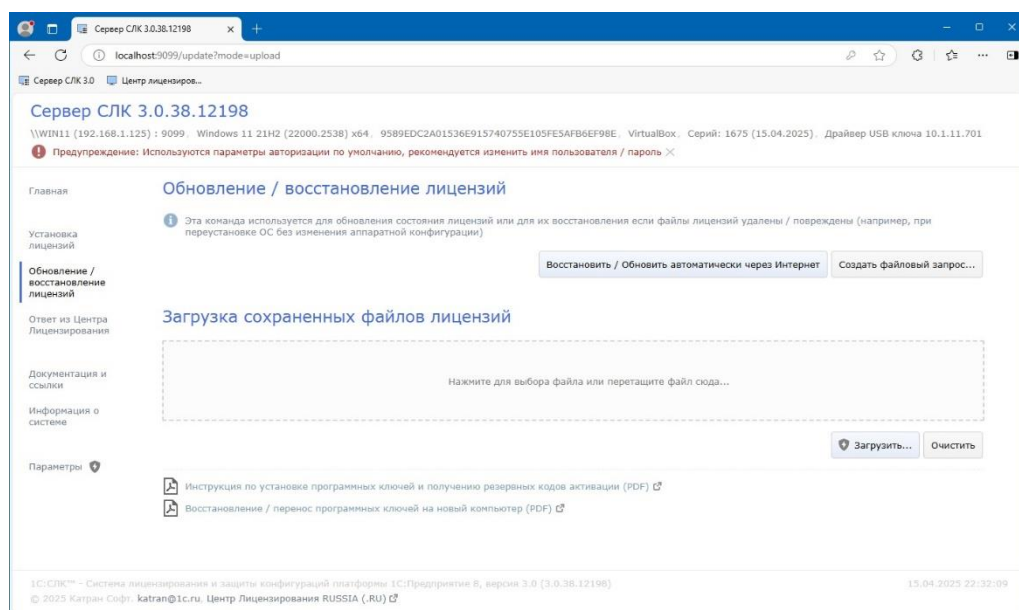 Сервер СЛК 3.0.38.12198
localhost:9099/update?mode=upload
Сервер СЛК 3.0
Центр лицензиров...
Сервер СЛК 3.0.38.12198
\\WIN11 (192.168.1.125) : 9099, Windows 11 21H2 (22000.2538) x64, 9589EDC2A01536E915740755E105FE5AFB6EF98E, VirtualBox, Серий: 1675 (15.04.2025), Драйвер USB ключа 10.1.11.701
Предупреждение: Используются параметры авторизации по умолчанию, рекомендуется изменить имя пользователя / пароль
Главная
Установка
лицензий
Обновление /
восстановление
лицензий
Ответ из Центра
Лицензирования
Документация и
ссылки
Информация о
системе
Параметры
Обновление / восстановление лицензий
Эта команда используется для обновления состояния лицензий или для их восстановления если файлы лицензий удалены / повреждены (например, при
переустановке ОС без изменения аппаратной конфигурации)
Восстановить / Обновить автоматически через Интернет
Создать файловый запрос...
Загрузка сохраненных файлов лицензий
Нажмите для выбора файла или перетащите файл сюда...
Загрузить...
Очистить
Инструкция по установке программных ключей и получению резервных кодов активации (PDF)
Восстановление / перенос программных ключей на новый компьютер (PDF)
1С:СЛК™ - Система лицензирования и защиты конфигураций платформы 1С:Предприятие 8, версия 3.0 (3.0.38.12198)
15.04.2025 22:32:09
© 2025 Катран Софт. katran@1c.ru, Центр Лицензирования RUSSIA (.RU)